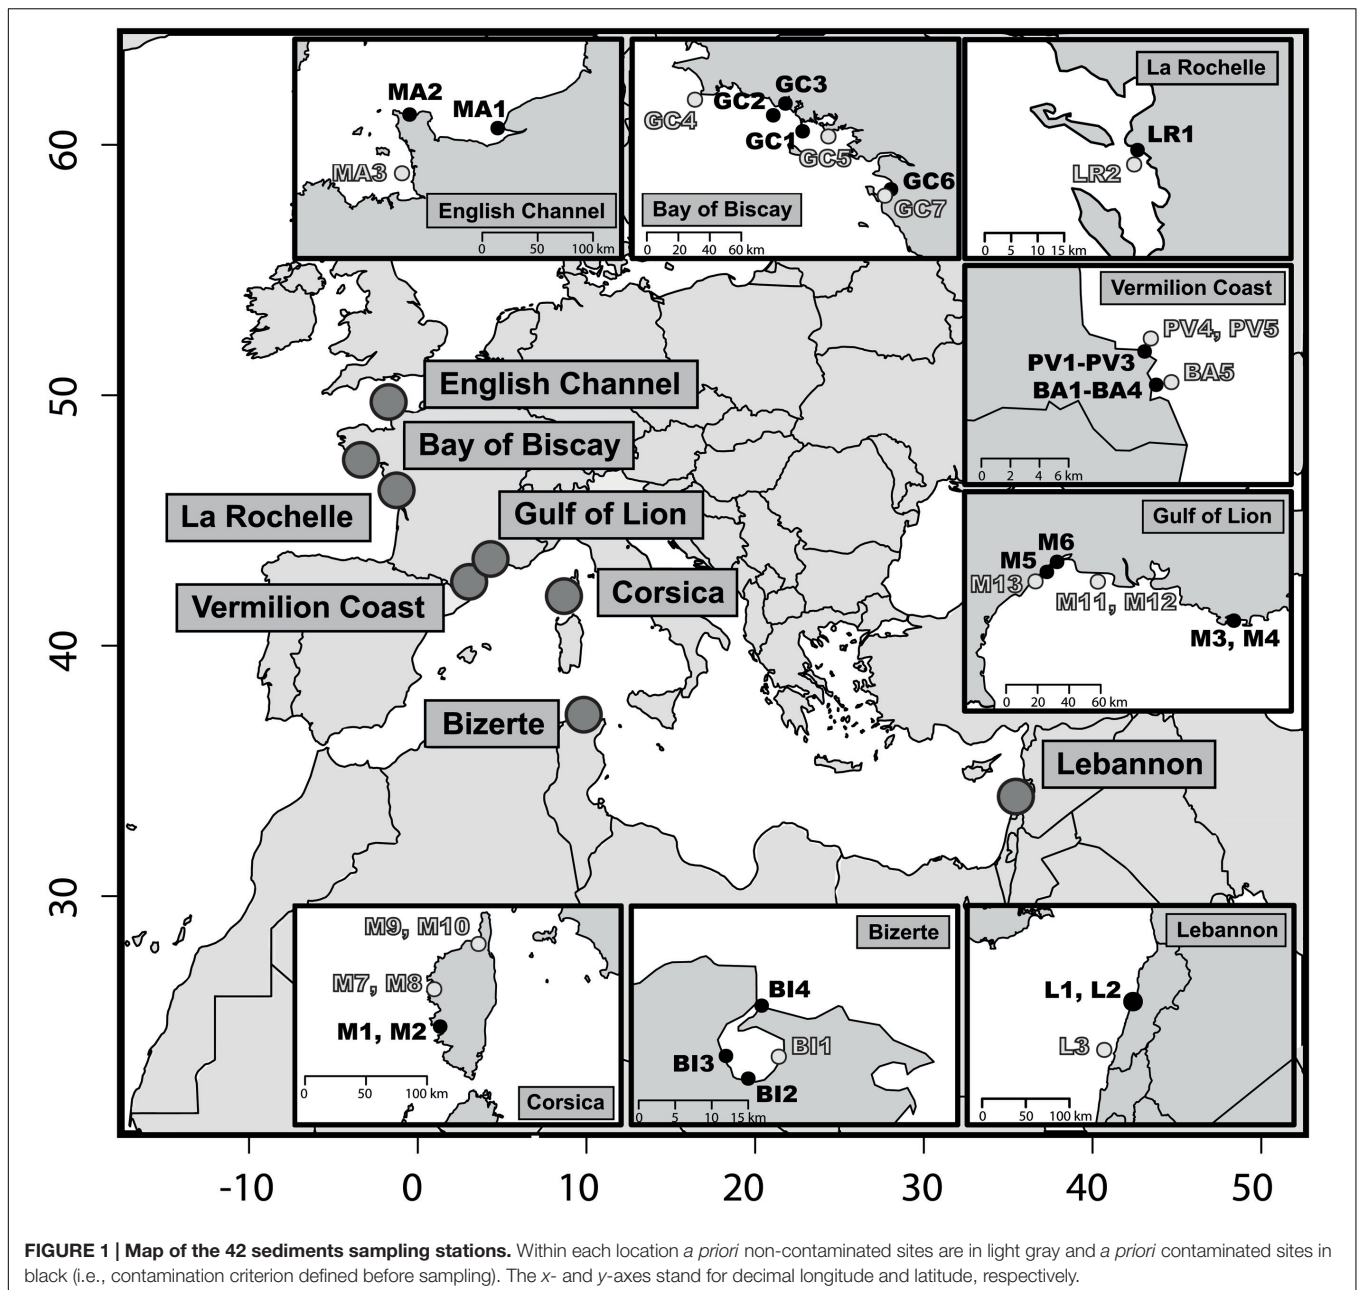 MA2
MA1
MA3
English Channel
0 50 100 km
GC3
GC2
GC4
GC1
GC5
GC6
GC7
Bay of Biscay
0 20 40 60 km
La Rochelle
LR1
LR2
0 5 10 15 km
Vermilion Coast
PV4, PV5
PV1-PV3
BA5
BA1-BA4
0 2 4 6 km
Gulf of Lion
M6
M5
M13
M11, M12
M3, M4
0 20 40 60 km
English Channel
Bay of Biscay
La Rochelle
Gulf of Lion
Vermilion Coast
Corsica
Bizerte
Lebannon
M9, M10
M7, M8
M1, M2
0 50 100 km
Corsica
Bizerte
BI4
BI1
BI3
BI2
0 5 10 15 km
Lebannon
L1, L2
L3
0 50 100 km
60
50
40
30
-10 0 10 20 30 40 50
FIGURE 1 | Map of the 42 sediments sampling stations. Within each location a priori non-contaminated sites are in light gray and a priori contaminated sites in
black (i.e., contamination criterion defined before sampling). The x- and y-axes stand for decimal longitude and latitude, respectively.